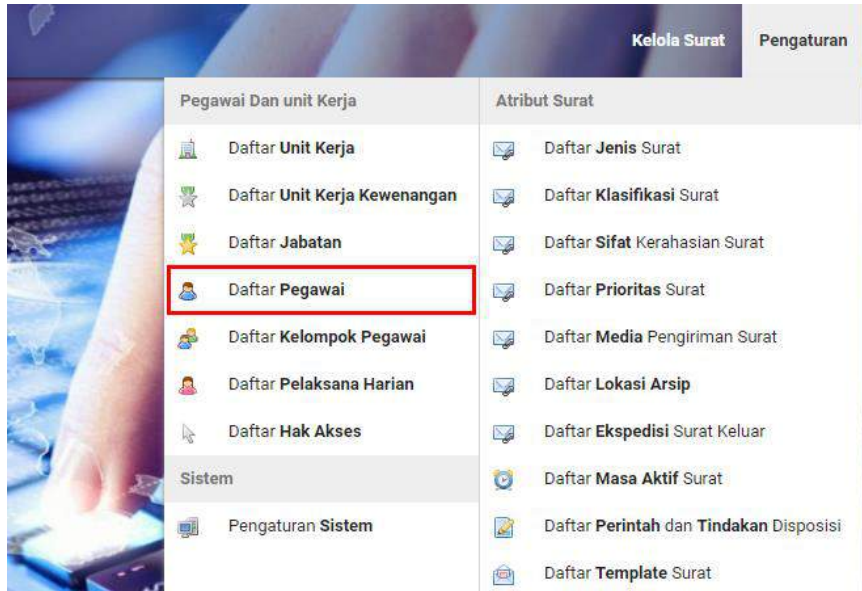 Kelola Surat
Pengaturan
Pegawai Dan unit Kerja
Daftar Unit Kerja
Daftar Unit Kerja Kewenangan
Daftar Jabatan
Daftar Pegawai
Daftar Kelompok Pegawai
Daftar Pelaksana Harian
Daftar Hak Akses
Sistem
Pengaturan Sistem
Atribut Surat
Daftar Jenis Surat
Daftar Klasifikasi Surat
Daftar Sifat Kerahasian Surat
Daftar Prioritas Surat
Daftar Media Pengiriman Surat
Daftar Lokasi Arsip
Daftar Ekspedisi Surat Keluar
Daftar Masa Aktif Surat
Daftar Perintah dan Tindakan Disposisi
Daftar Template Surat